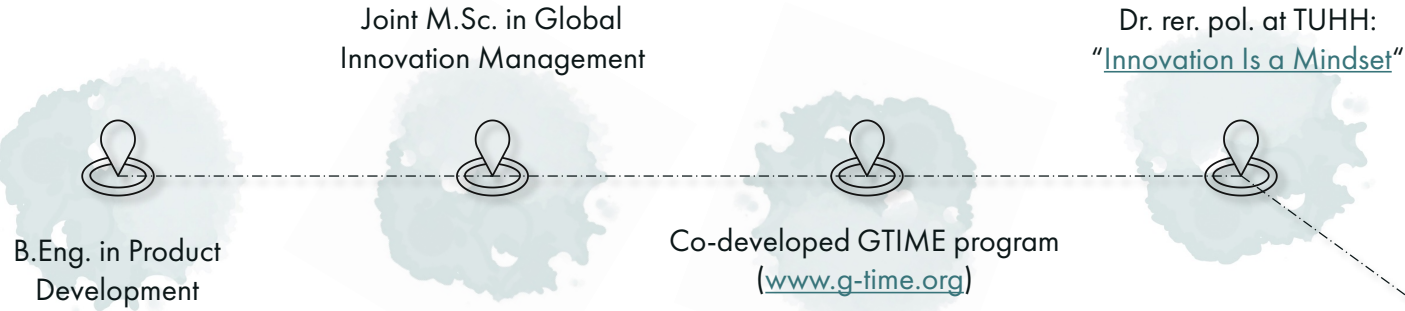 B.Eng. in Product
Development
Joint M.Sc. in Global
Innovation Management
Co-developed GTIME program
(www.g-time.org)
Dr. rer. pol. at TUHH:
“Innovation Is a Mindset“